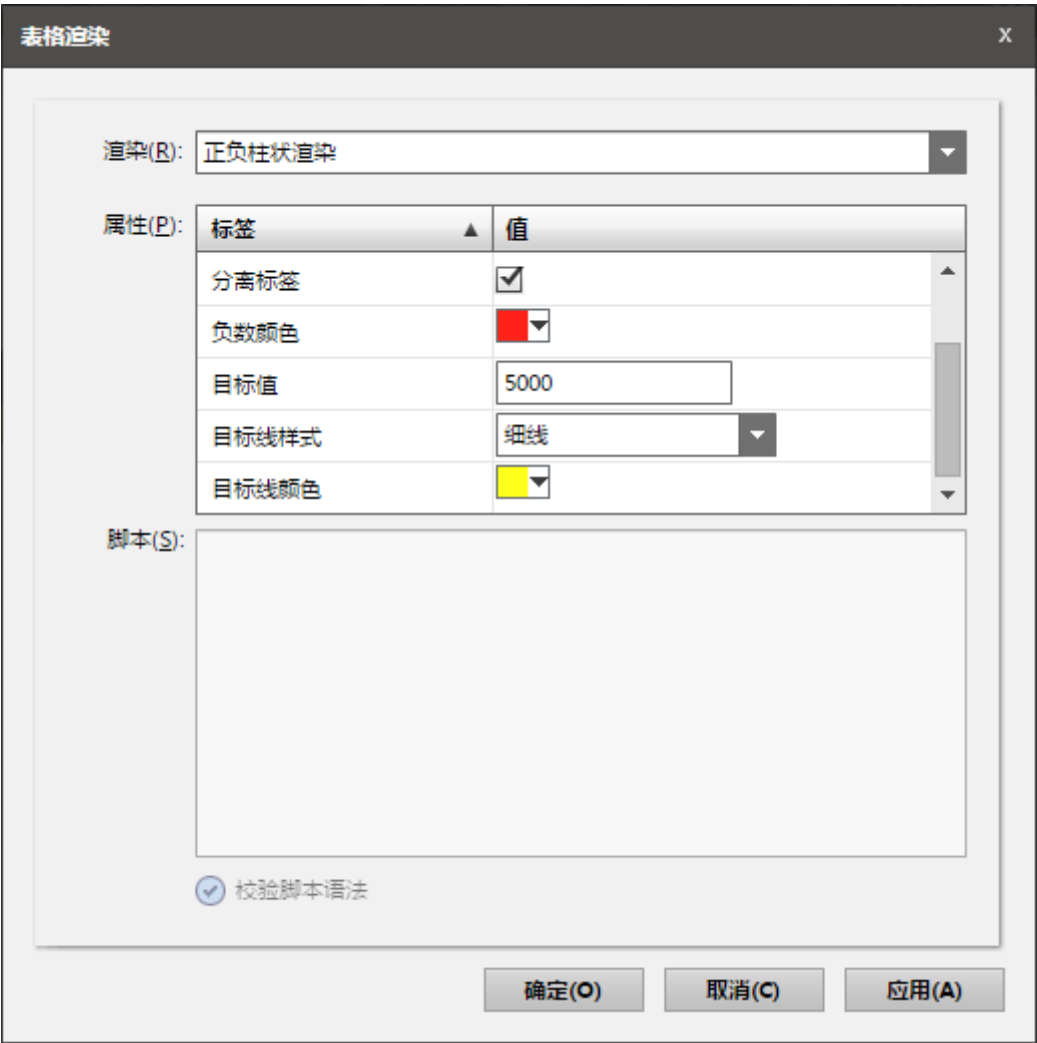 表格渲染 X
渲染(R): 正负柱状渲染
属性(P): 标签 值
分离标签
负数颜色
目标值 5000
目标线样式 细线
目标线颜色
脚本(S):
校验脚本语法
确定(O) 取消(C) 应用(A)